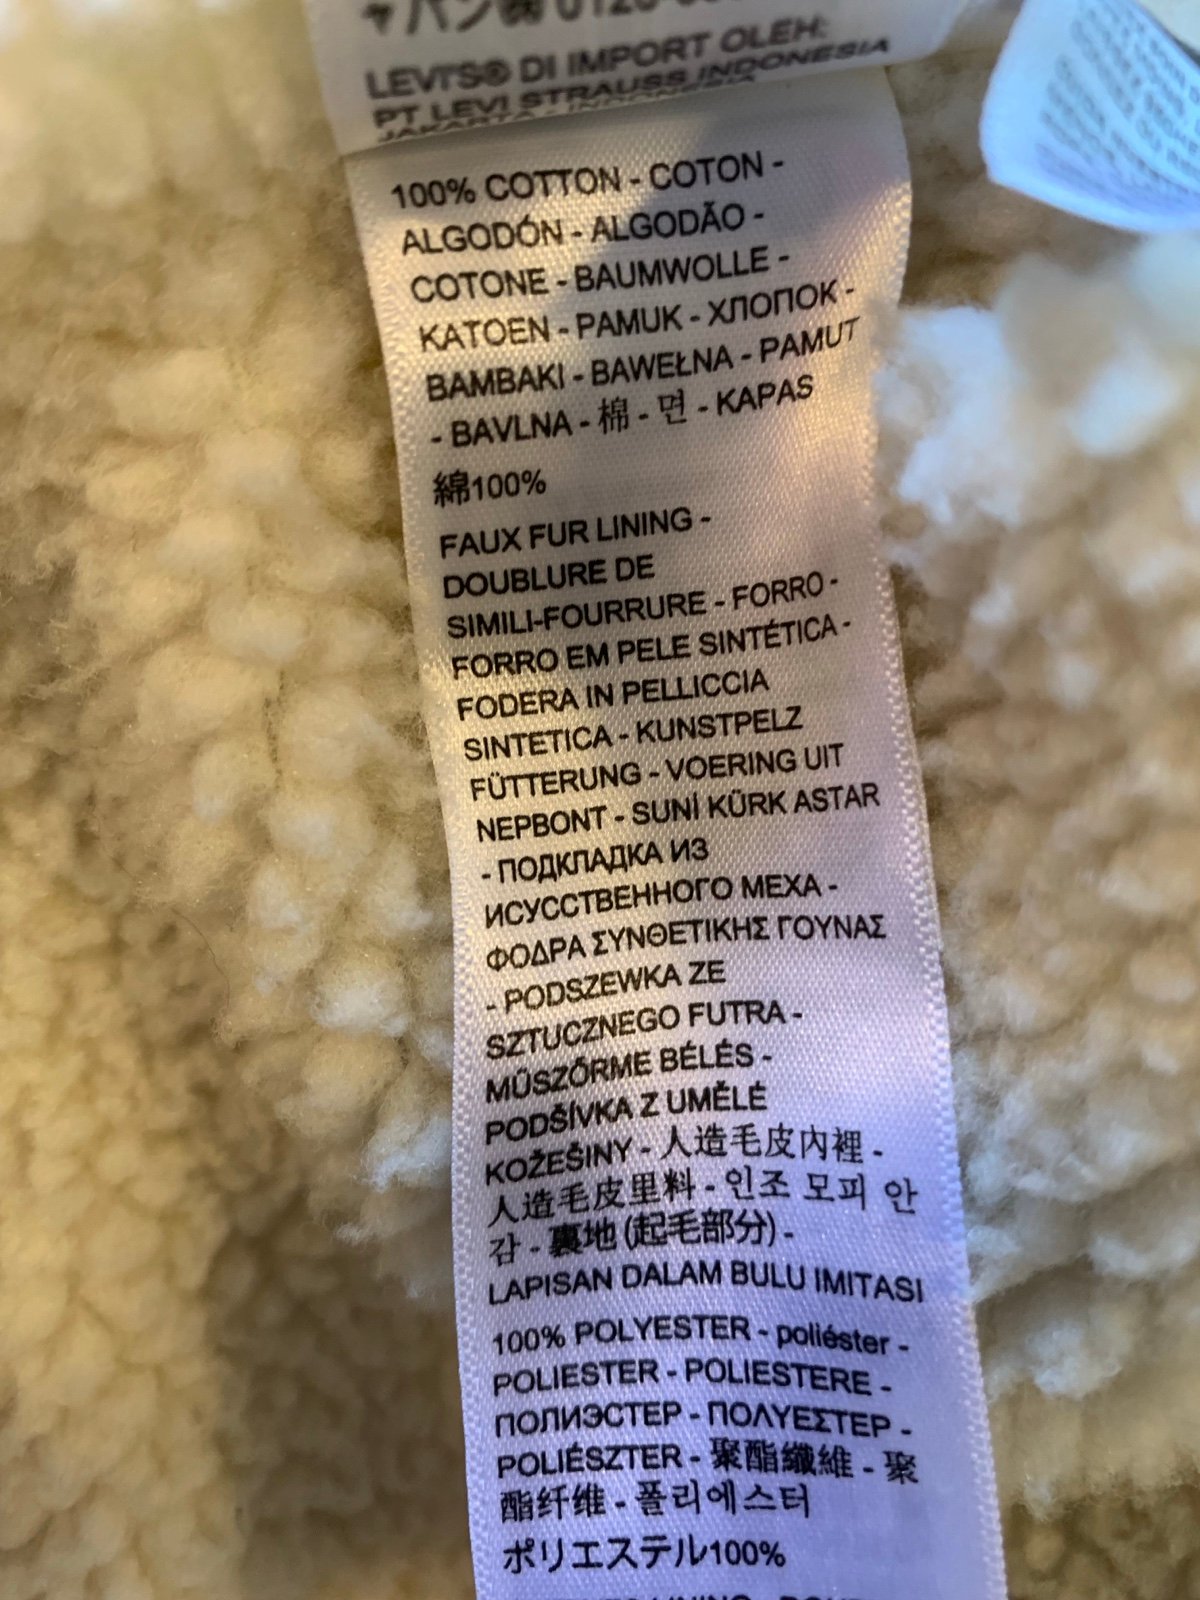 LEVI'S® DI IMPORT OLEH:
PT LEVI STRAUSS INDONESIA
JAKARTA - INDONESIA
100% COTTON - COTON -
ALGODÓN - ALGODÃO -
COTONE - BAUMWOLLE -
KATOEN - PAMUK - ХЛОПОК -
BAMBAKI - BAWEŁNA - PAMUT
- BAVLNA - 棉 - 면 - KAPAS
綿100%
FAUX FUR LINING -
DOUBLURE DE
SIMILI-FOURRURE - FORRO -
FORRO EM PELE SINTÉTICA -
FODERA IN PELLICCIA
SINTETICA - KUNSTPELZ
FÜTTERUNG - VOERING UIT
NEPBONT - SUNİ KÜRK ASTAR
- ПОДКЛАДКА ИЗ
ИСУССТВЕННОГО МЕХА -
ΦΟΔΡΑ ΣΥΝΘΕΤΙΚΗΣ ΓΟΥΝΑΣ
- PODSZEWKA ZE
SZTUCZNEGO FUTRA -
MŰSZŐRME BÉLÉS -
PODŠÍVKA Z UMĚLÉ
KOŽEŠINY - 人造毛皮內裡 -
人造毛皮里料 - 인조 모피 안
감 - 裏地 (起毛部分) -
LAPISAN DALAM BULU IMITASI
100% POLYESTER - poliéster -
POLIESTER - POLIESTERE -
ПОЛИЭСТЕР - ΠΟΛΥΕΣΤΕΡ -
POLIÉSZTER - 聚酯纖維 - 聚
酯纤维 - 폴리에스터
ポリエステル100%